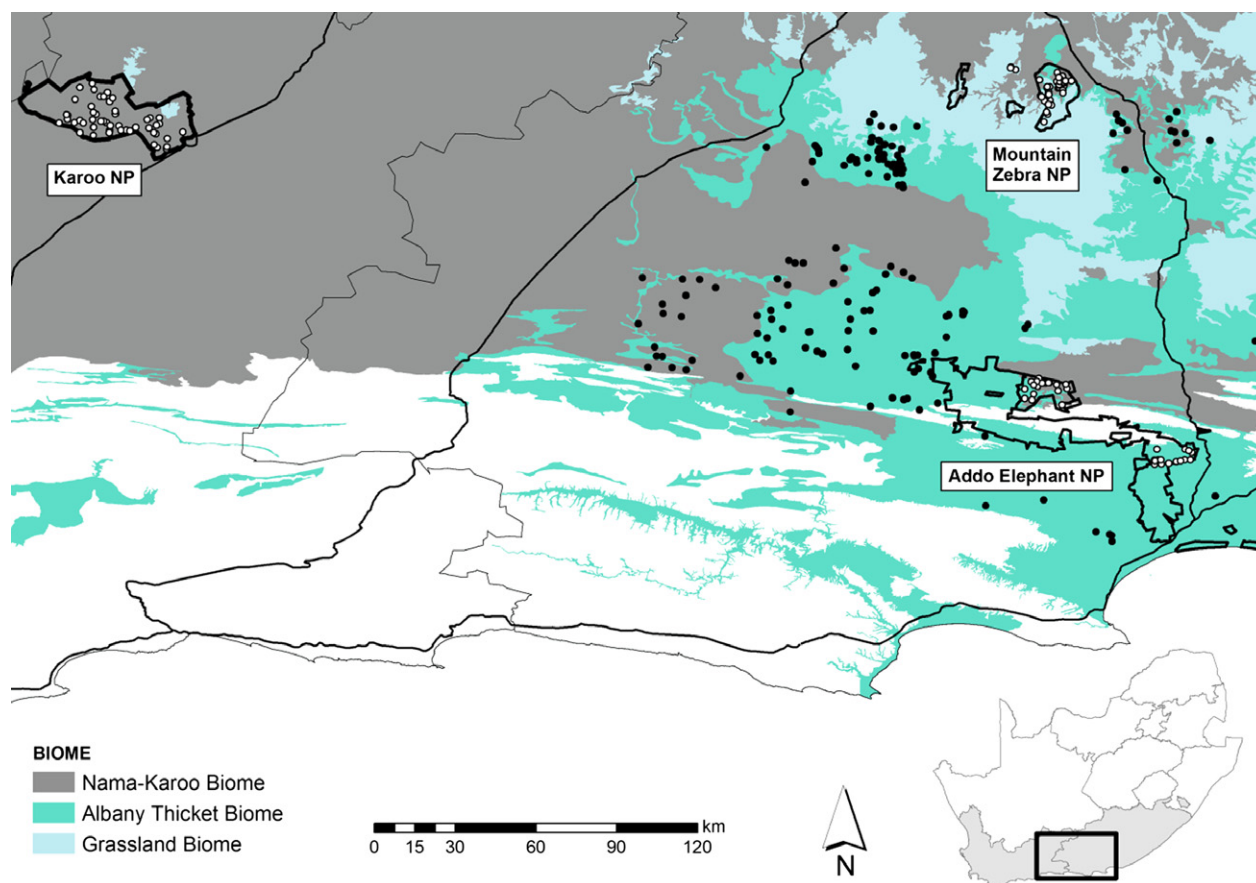 Karoo NP
Mountain
Zebra NP
Addo Elephant NP
BIOME
Nama-Karoo Biome
Albany Thicket Biome
Grassland Biome
km
0 15 30 60 90 120
N